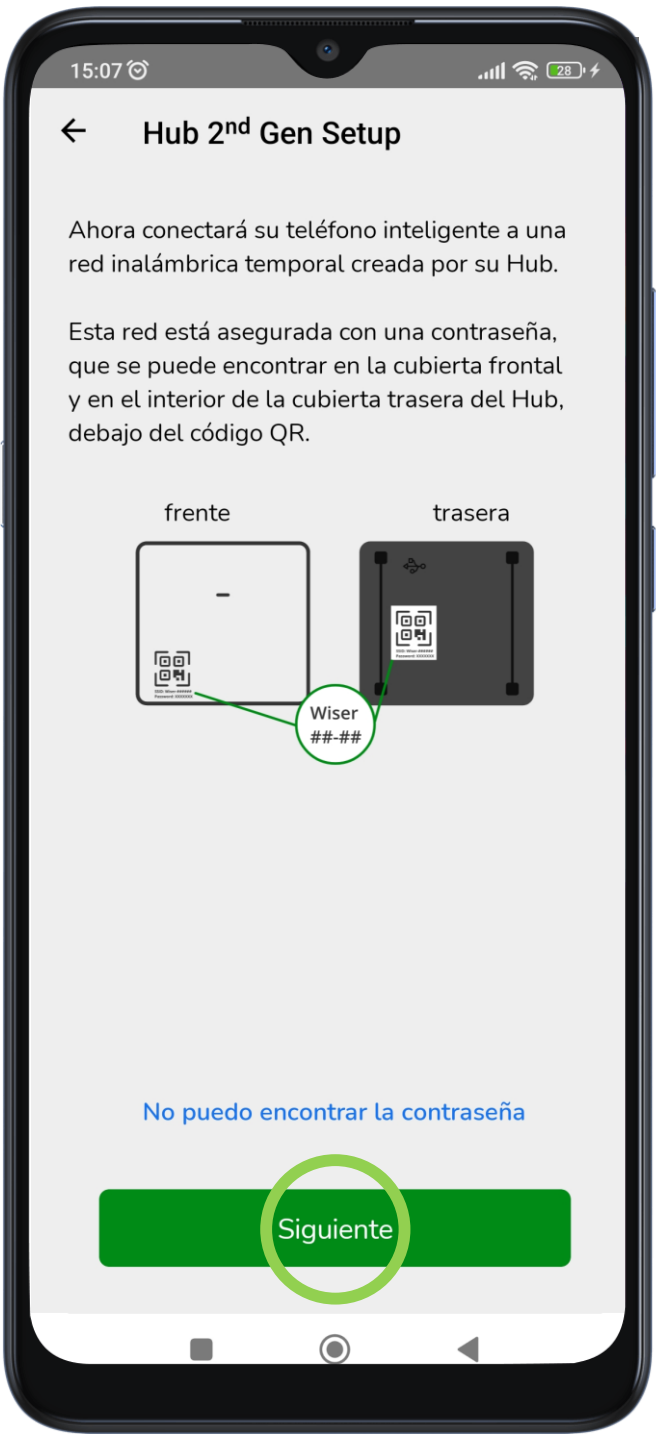 15:07
28
Hub 2nd Gen Setup
Ahora conectará su teléfono inteligente a una
red inalámbrica temporal creada por su Hub.
Esta red está asegurada con una contraseña,
que se puede encontrar en la cubierta frontal
y en el interior de la cubierta trasera del Hub,
debajo del código QR.
frente
trasera
Wiser
##-##
No puedo encontrar la contraseña
Siguiente